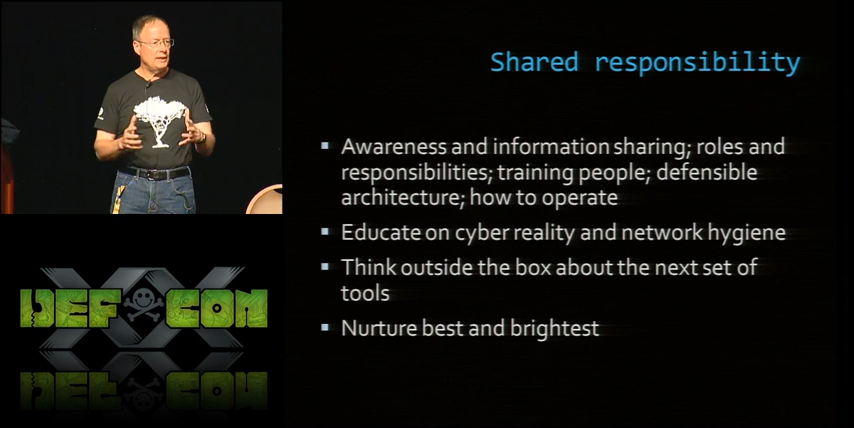 Shared responsibility
Awareness and information sharing; roles and
responsibilities; training people; defensible
architecture; how to operate
Educate on cyber reality and network hygiene
Think outside the box about the next set of
tools
Nurture best and brightest
XX
DEF CON